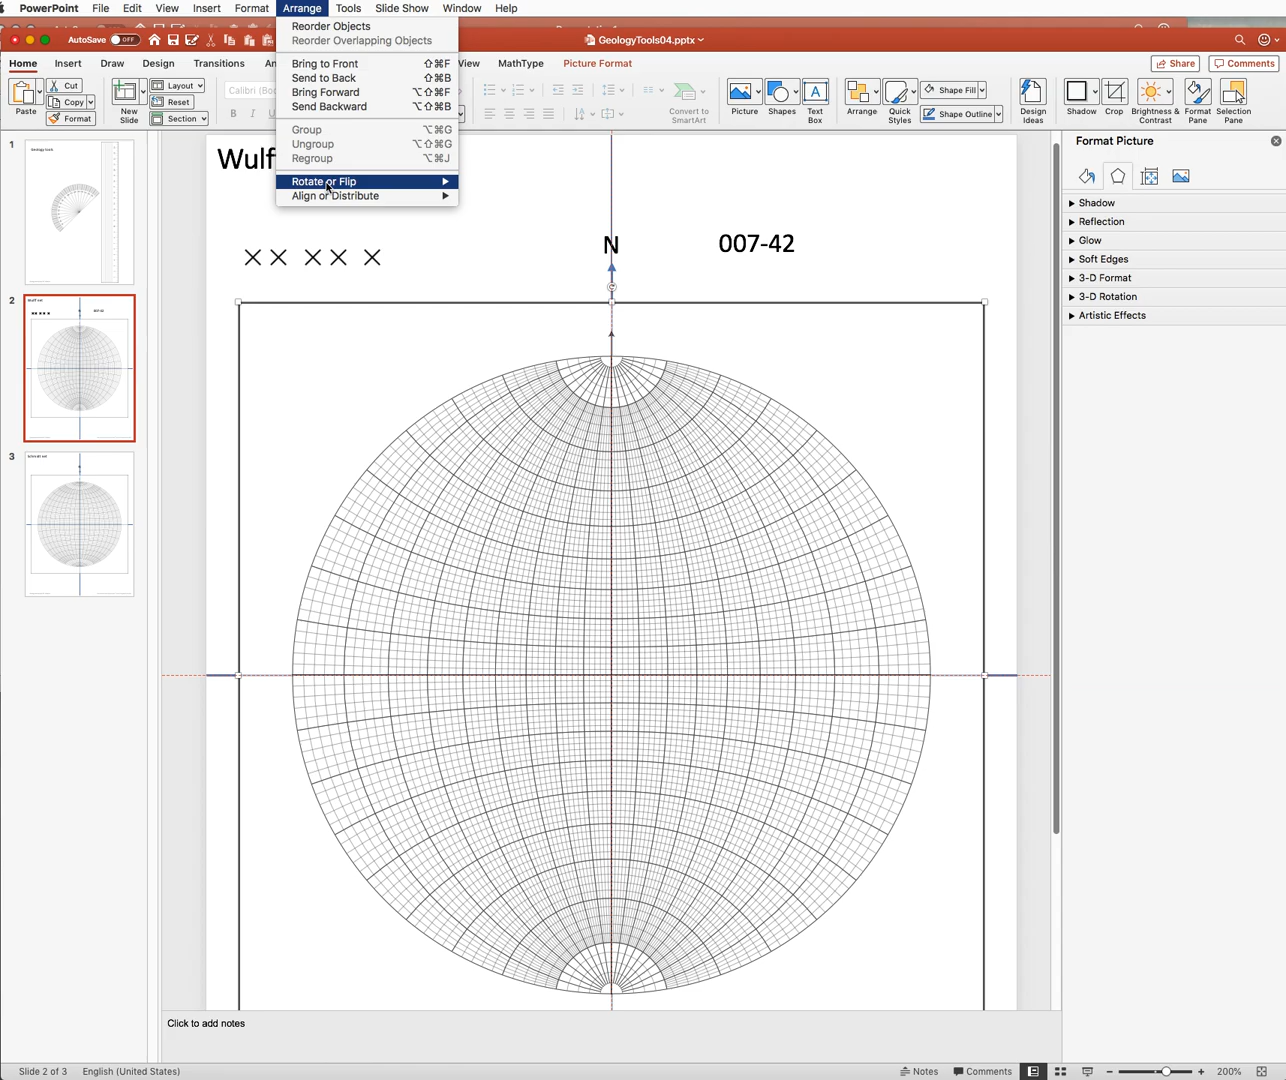 PowerPoint File Edit View Insert Format Arrange Tools Slide Show Window Help
AutoSave OFF
GeologyTools04.pptx
Home Insert Draw Design Transitions An
View MathType Picture Format
Share Comments
Paste
Cut
Copy
Format
New Slide
Layout
Reset
Section
Calibri (Bo
B I U
Convert to SmartArt
Picture
Shapes
Text Box
Arrange
Quick Styles
Shape Fill
Shape Outline
Design Ideas
Shadow
Crop
Brightness & Contrast
Format Pane
Selection Pane
Reorder Objects
Reorder Overlapping Objects
Bring to Front ⇧⌘F
Send to Back ⇧⌘B
Bring Forward ⌥⇧⌘F
Send Backward ⌥⇧⌘B
Group ⌥⌘G
Ungroup ⌥⇧⌘G
Regroup ⌥⌘J
Rotate or Flip
Align or Distribute
1
2
3
Wulf
N
007-42
Format Picture
Shadow
Reflection
Glow
Soft Edges
3-D Format
3-D Rotation
Artistic Effects
Click to add notes
Slide 2 of 3 English (United States)
Notes Comments
200%